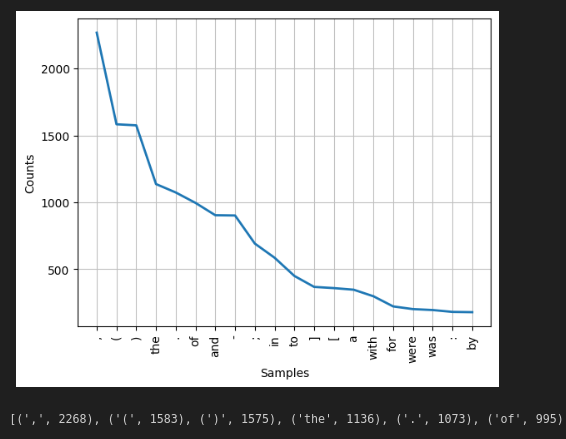 2000
1500
1000
500
Counts
,
(
)
the
.
of
and
-
;
in
to
]
[
a
with
for
were
was
:
by
Samples
[(',', 2268), ('(', 1583), (')', 1575), ('the', 1136), ('.', 1073), ('of', 995)